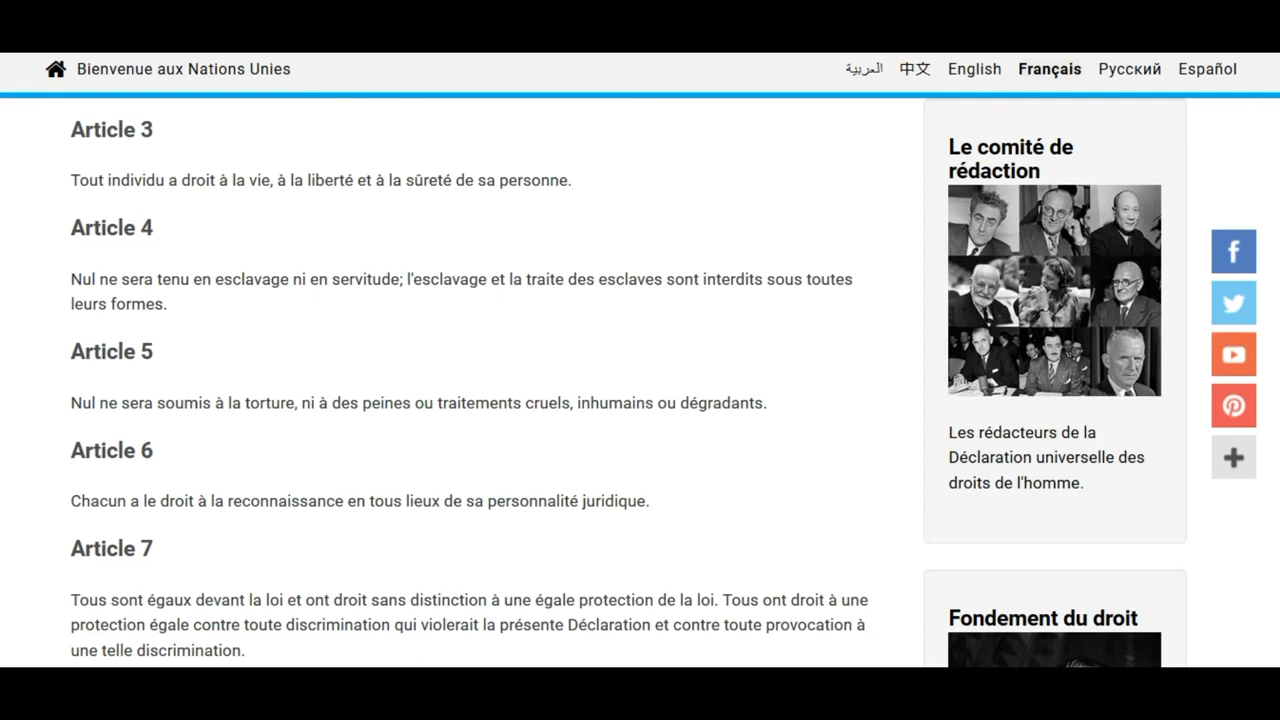 Bienvenue aux Nations Unies
العربية 中文 English Français Русский Español
Article 3
Tout individu a droit à la vie, à la liberté et à la sûreté de sa personne.
Article 4
Nul ne sera tenu en esclavage ni en servitude; l'esclavage et la traite des esclaves sont interdits sous toutes
leurs formes.
Article 5
Nul ne sera soumis à la torture, ni à des peines ou traitements cruels, inhumains ou dégradants.
Article 6
Chacun a le droit à la reconnaissance en tous lieux de sa personnalité juridique.
Article 7
Tous sont égaux devant la loi et ont droit sans distinction à une égale protection de la loi. Tous ont droit à une
protection égale contre toute discrimination qui violerait la présente Déclaration et contre toute provocation à
une telle discrimination.
Le comité de
rédaction
Les rédacteurs de la
Déclaration universelle des
droits de l'homme.
Fondement du droit